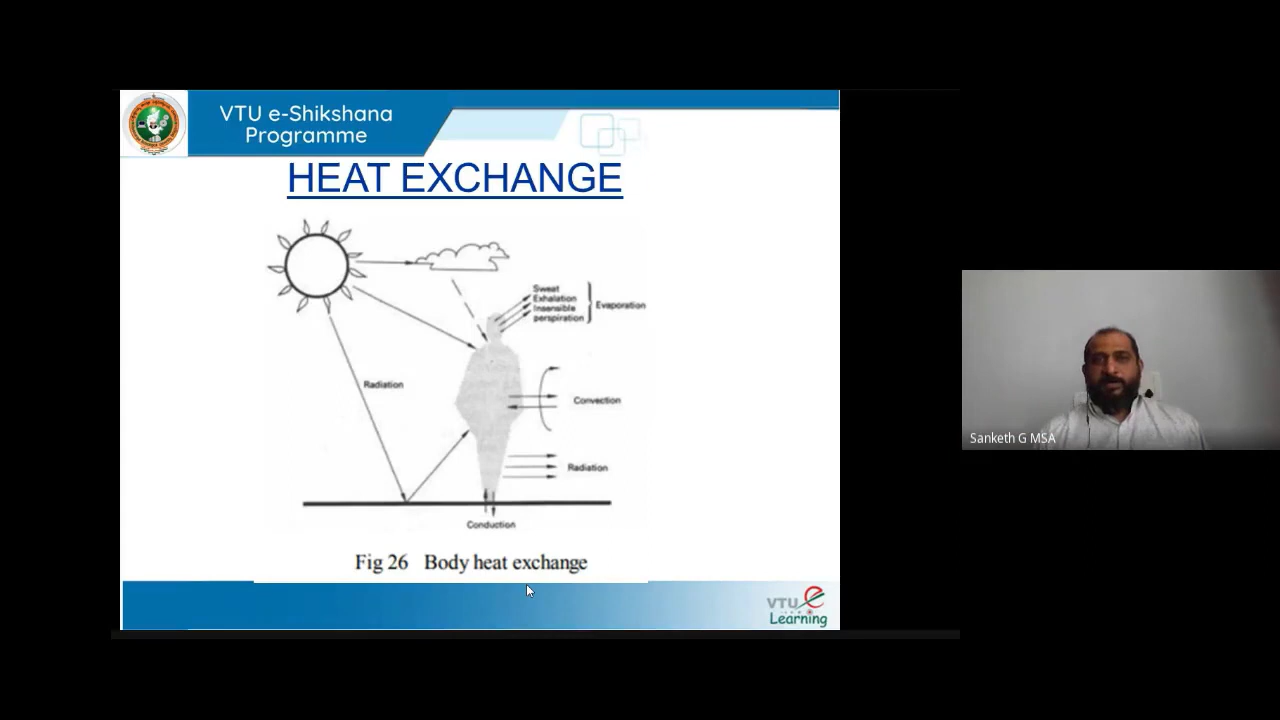 VTU e-Shikshana
Programme
HEAT EXCHANGE
Sweat
Exhalation
Insensible
perspiration
Evaporation
Radiation
Convection
Radiation
Conduction
Fig 26 Body heat exchange
VTU e
Learning
Sanketh G MSA